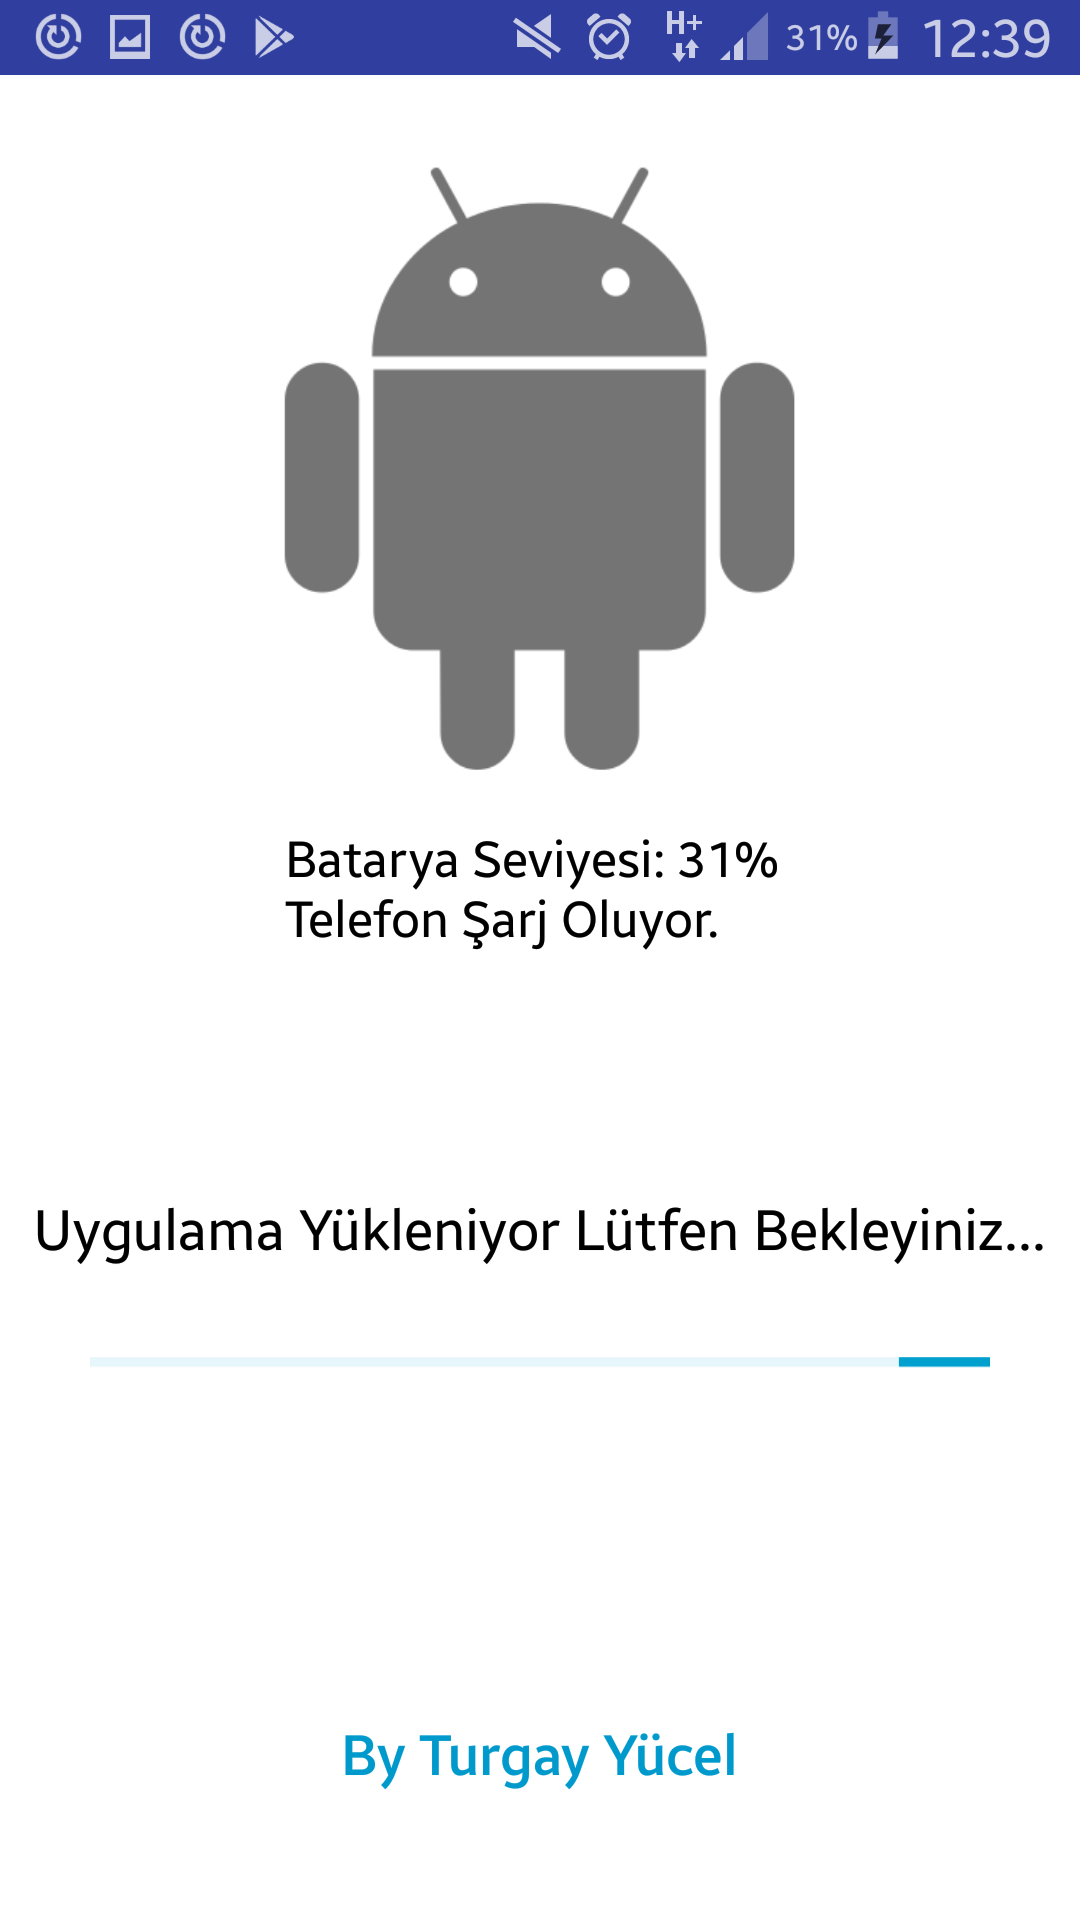 H+ 31% 12:39
Batarya Seviyesi: 31%
Telefon Şarj Oluyor.
Uygulama Yükleniyor Lütfen Bekleyiniz...
By Turgay Yücel